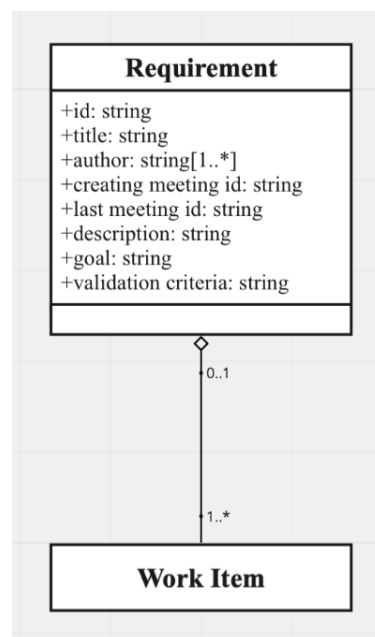 Requirement
+id: string
+title: string
+author: string[1..*]
+creating meeting id: string
+last meeting id: string
+description: string
+goal: string
+validation criteria: string
0..1
1..*
Work Item